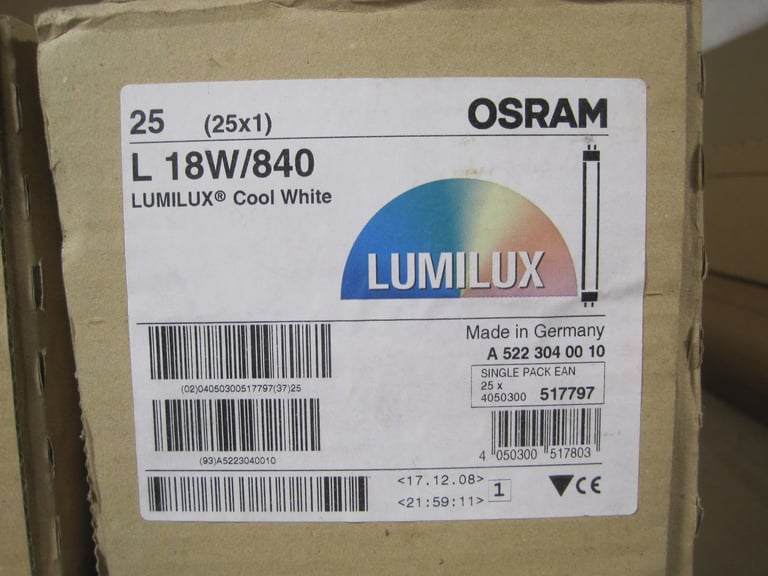 25 (25x1)
OSRAM
L 18W/840
LUMILUX® Cool White
LUMILUX
Made in Germany
A 522 304 00 10
SINGLE PACK EAN
25 x
4050300 517797
(02)04050300517797(37)25
(93)A5223040010
4 050300 517803
<17.12.08>
<21:59:11>
1
CE